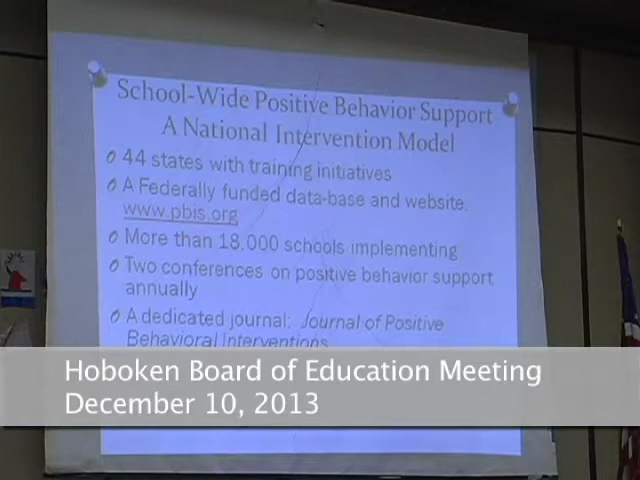 School-Wide Positive Behavior Support
A National Intervention Model
44 states with training initiatives
A Federally funded data-base and website.
www.pbis.org
More than 18,000 schools implementing
Two conferences on positive behavior support
annually
A dedicated journal: Journal of Positive
Behavioral Interventions
Hoboken Board of Education Meeting
December 10, 2013